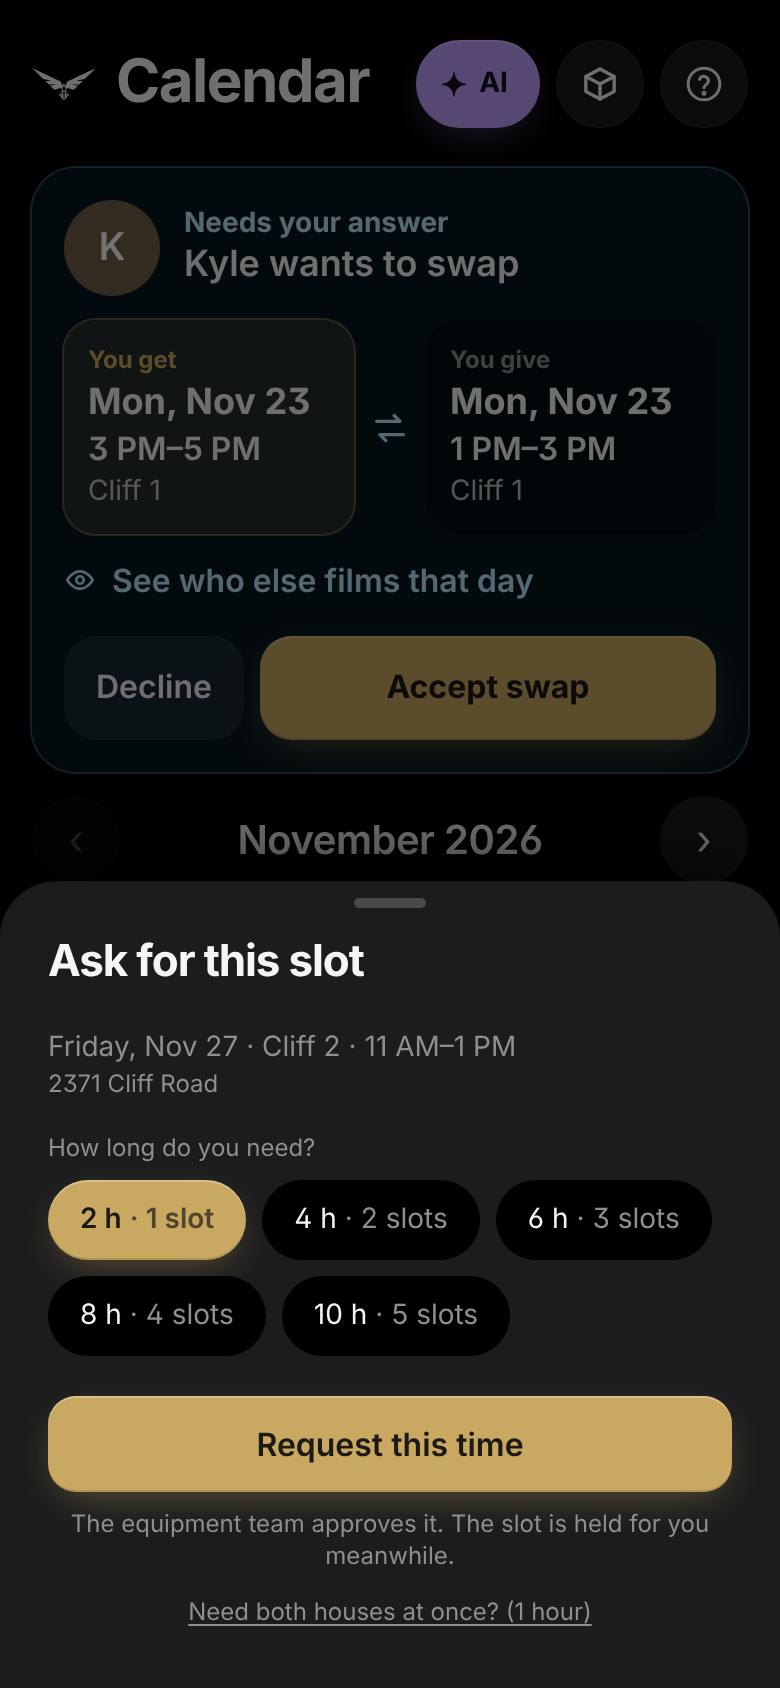 Calendar
AI
K
Needs your answer
Kyle wants to swap
You get
Mon, Nov 23
3 PM–5 PM
Cliff 1
You give
Mon, Nov 23
1 PM–3 PM
Cliff 1
See who else films that day
Decline
Accept swap
‹
November 2026
›
Ask for this slot
Friday, Nov 27 · Cliff 2 · 11 AM–1 PM
2371 Cliff Road
How long do you need?
2 h · 1 slot
4 h · 2 slots
6 h · 3 slots
8 h · 4 slots
10 h · 5 slots
Request this time
The equipment team approves it. The slot is held for you
meanwhile.
Need both houses at once? (1 hour)